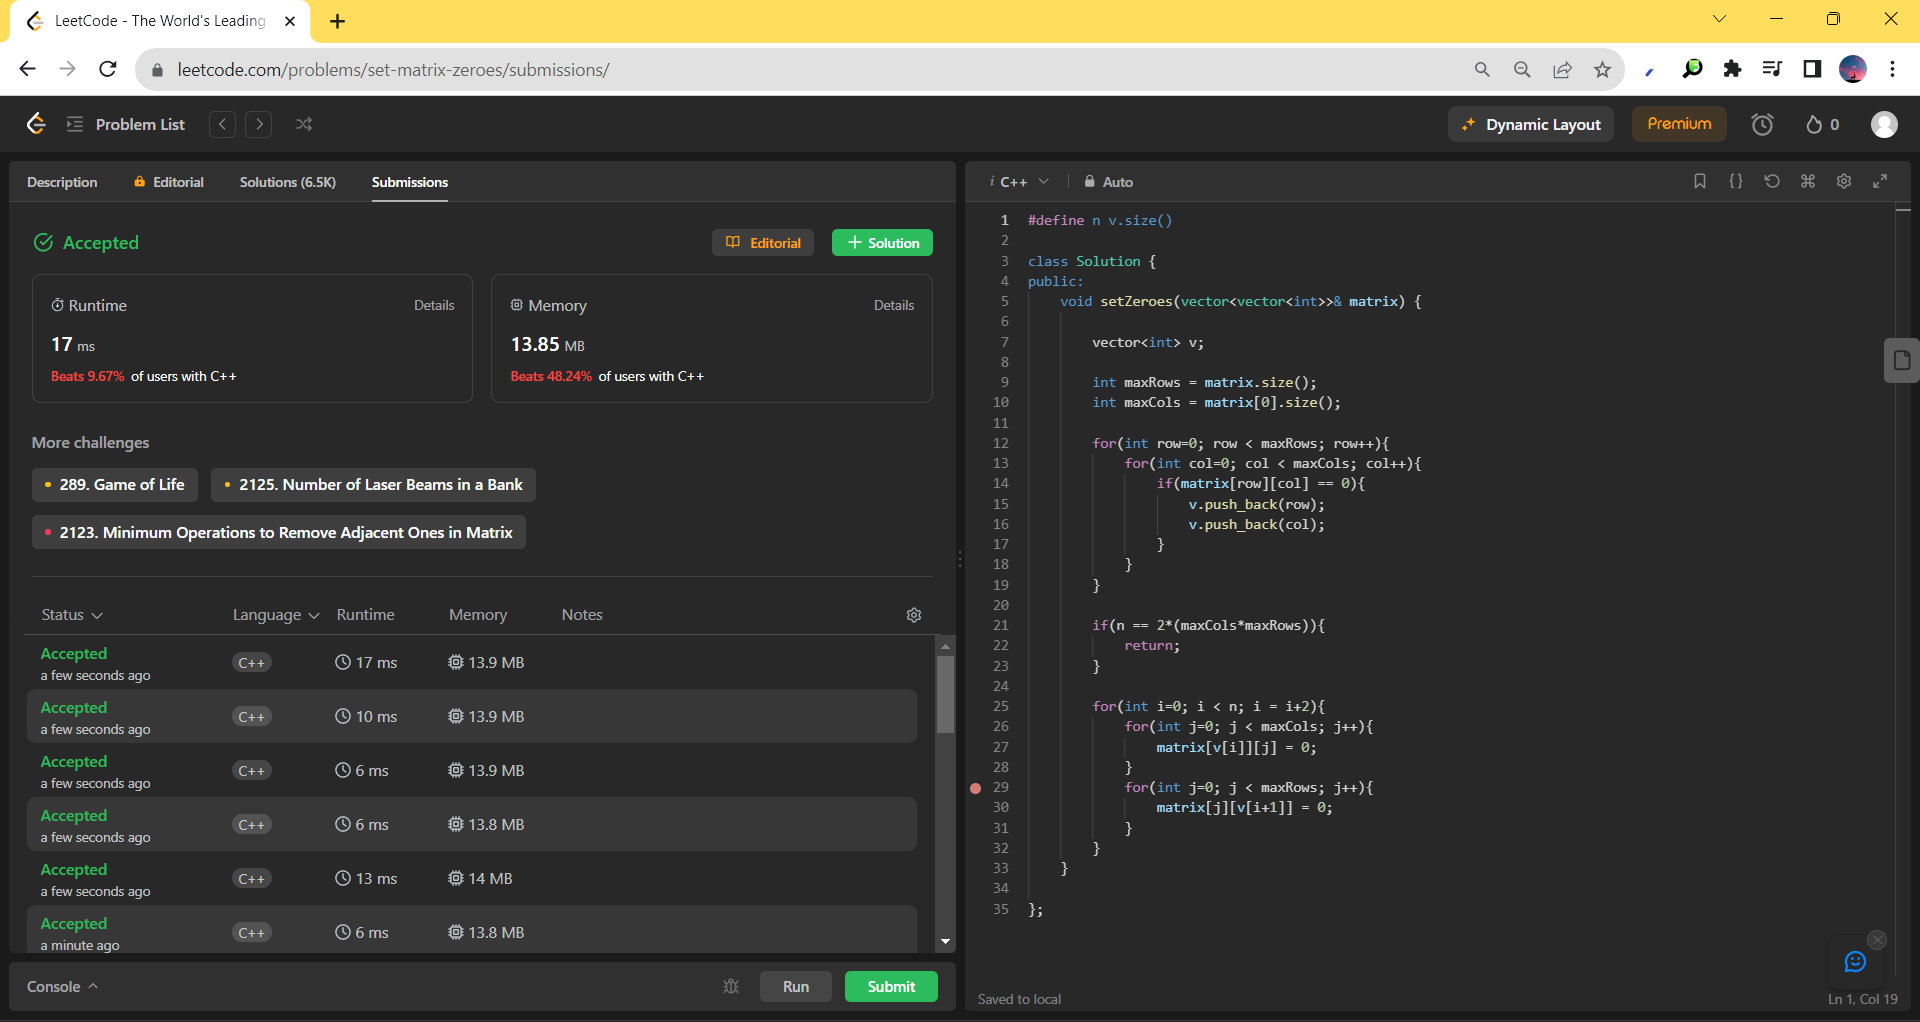 LeetCode - The World's Leading
leetcode.com/problems/set-matrix-zeroes/submissions/
Problem List
Dynamic Layout
Premium
0
Description
Editorial
Solutions (6.5K)
Submissions
Accepted
Editorial
+ Solution
Runtime
Details
17 ms
Beats 9.67% of users with C++
Memory
Details
13.85 MB
Beats 48.24% of users with C++
More challenges
289. Game of Life
2125. Number of Laser Beams in a Bank
2123. Minimum Operations to Remove Adjacent Ones in Matrix
Status Language Runtime Memory Notes
Accepted
a few seconds ago
C++ 17 ms 13.9 MB
Accepted
a few seconds ago
C++ 10 ms 13.9 MB
Accepted
a few seconds ago
C++ 6 ms 13.9 MB
Accepted
a few seconds ago
C++ 6 ms 13.8 MB
Accepted
a few seconds ago
C++ 13 ms 14 MB
Accepted
a minute ago
C++ 6 ms 13.8 MB
Console
Run
Submit
i C++
Auto
1 #define n v.size()
2
3 class Solution {
4 public:
5 void setZeroes(vector<vector<int>>& matrix) {
6
7 vector<int> v;
8
9 int maxRows = matrix.size();
10 int maxCols = matrix[0].size();
11
12 for(int row=0; row < maxRows; row++){
13 for(int col=0; col < maxCols; col++){
14 if(matrix[row][col] == 0){
15 v.push_back(row);
16 v.push_back(col);
17 }
18 }
19 }
20
21 if(n == 2*(maxCols*maxRows)){
22 return;
23 }
24
25 for(int i=0; i < n; i = i+2){
26 for(int j=0; j < maxCols; j++){
27 matrix[v[i]][j] = 0;
28 }
29 for(int j=0; j < maxRows; j++){
30 matrix[j][v[i+1]] = 0;
31 }
32 }
33 }
34
35 };
Saved to local
Ln 1, Col 19